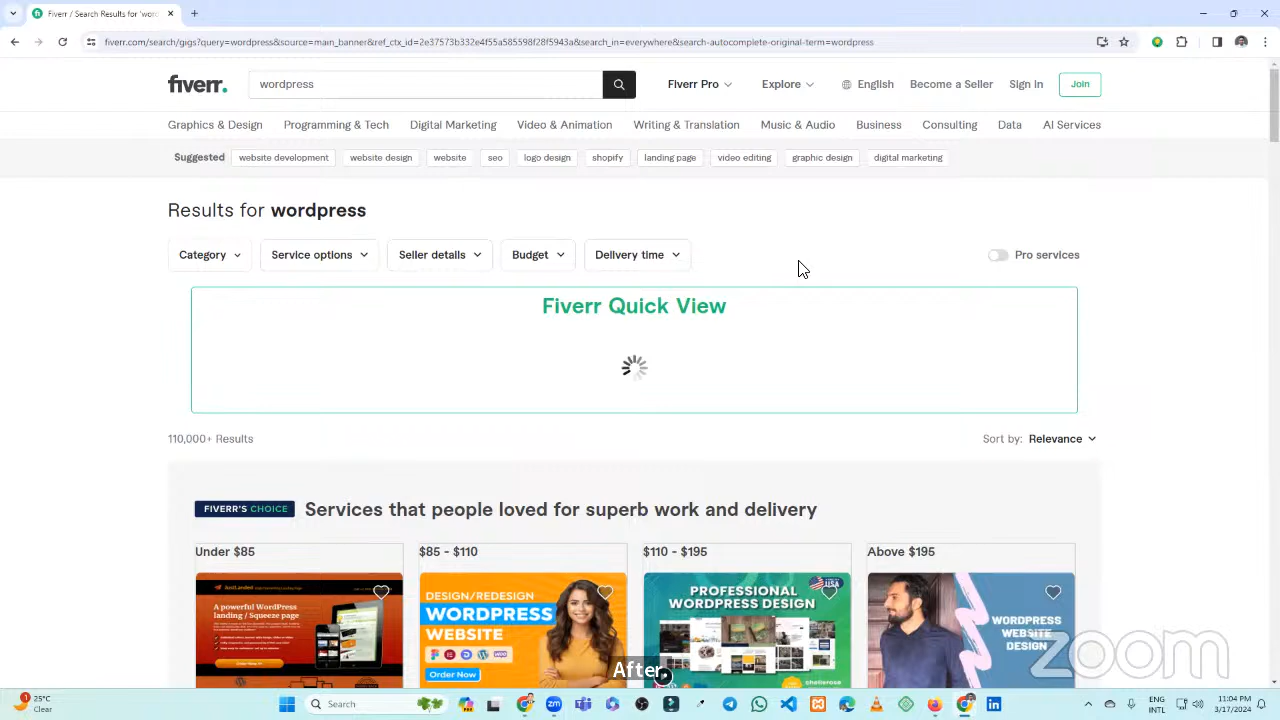 Fiverr / Search Results for 'wor
fiverr.com/search/gigs?query=wordpress&source=main_banner&ref_ctx_id=2e37573b332e4f55a585598f28f5943a&search_in=everywhere&search-autocomplete-original-term=wordpress
fiverr.
wordpress
Fiverr Pro
Explore
English
Become a Seller
Sign In
Join
Graphics & Design
Programming & Tech
Digital Marketing
Video & Animation
Writing & Translation
Music & Audio
Business
Consulting
Data
AI Services
Suggested
website development
website design
website
seo
logo design
shopify
landing page
video editing
graphic design
digital marketing
Results for wordpress
Category
Service options
Seller details
Budget
Delivery time
Pro services
Fiverr Quick View
110,000+ Results
Sort by: Relevance
FIVERR'S CHOICE
Services that people loved for superb work and delivery
Under $85
$85 - $110
$110 - $195
Above $195
A powerful WordPress
landing / Squeeze page
DESIGN/REDESIGN
WORDPRESS
WEBSITE
Order Now
PROFESSIONAL
WORDPRESS DESIGN
WORDPRESS
WEBSITE
DESIGN
After
zoom
25°C
Clear
Search
ENG
INTL
11:04 PM
3/17/2024